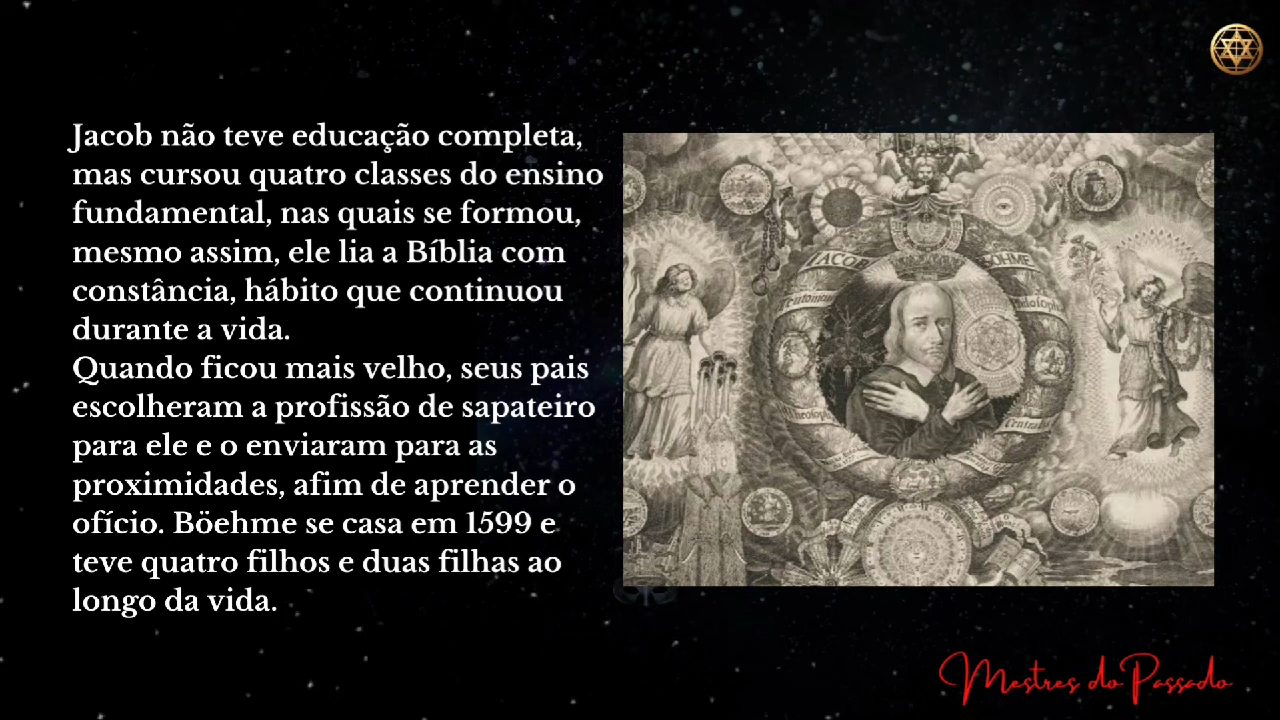 Jacob não teve educação completa,
mas cursou quatro classes do ensino
fundamental, nas quais se formou,
mesmo assim, ele lia a Bíblia com
constância, hábito que continuou
durante a vida.
Quando ficou mais velho, seus pais
escolheram a profissão de sapateiro
para ele e o enviaram para as
proximidades, afim de aprender o
ofício. Böehme se casa em 1599 e
teve quatro filhos e duas filhas ao
longo da vida.
IACOB
Mestres do Passado